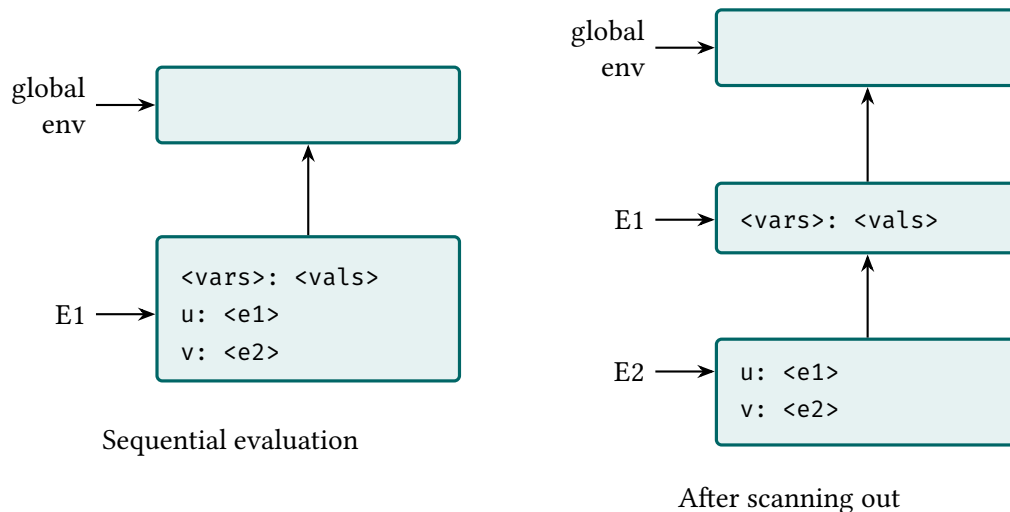 global
env
<vars>: <vals>
u: <e1>
v: <e2>
E1
Sequential evaluation
global
env
E1
<vars>: <vals>
E2
u: <e1>
v: <e2>
After scanning out